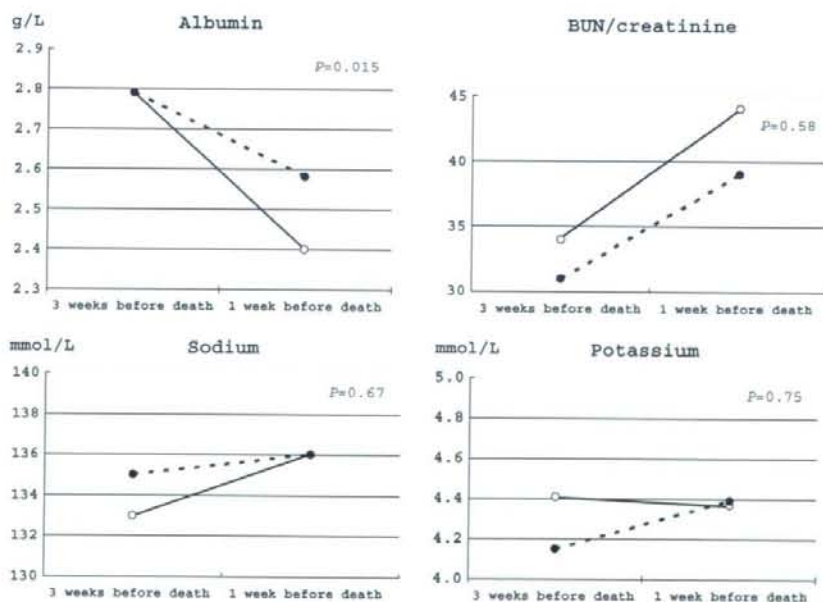 g/L
Albumin
2.9
P=0.015
2.8
2.7
2.6
2.5
2.4
2.3
3 weeks before death
1 week before death
BUN/creatinine
45
P=0.58
40
35
30
3 weeks before death
1 week before death
mmol/L
Sodium
140
P=0.67
138
136
134
132
130
3 weeks before death
1 week before death
mmol/L
Potassium
5.0
P=0.75
4.8
4.6
4.4
4.2
4.0
3 weeks before death
1 week before death